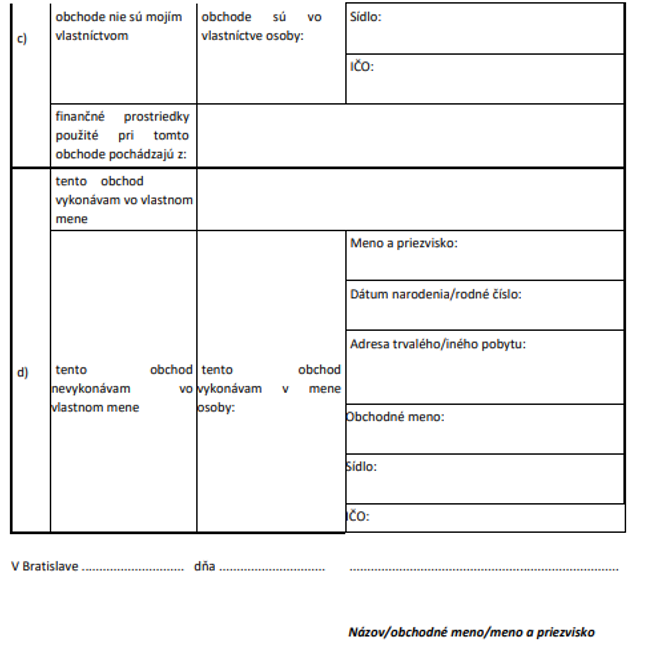 c)
obchode nie sú mojím
vlastníctvom
obchode sú vo
vlastníctve osoby:
Sídlo:
IČO:
finančné prostriedky
použité pri tomto
obchode pochádzajú z:
tento obchod
vykonávam vo vlastnom
mene
d)
tento obchod
nevykonávam vo
vlastnom mene
tento obchod
vykonávam v mene
osoby:
Meno a priezvisko:
Dátum narodenia/rodné číslo:
Adresa trvalého/iného pobytu:
Obchodné meno:
Sídlo:
IČO:
V Bratislave ............................. dňa ..............................
............................................................................
Názov/obchodné meno/meno a priezvisko